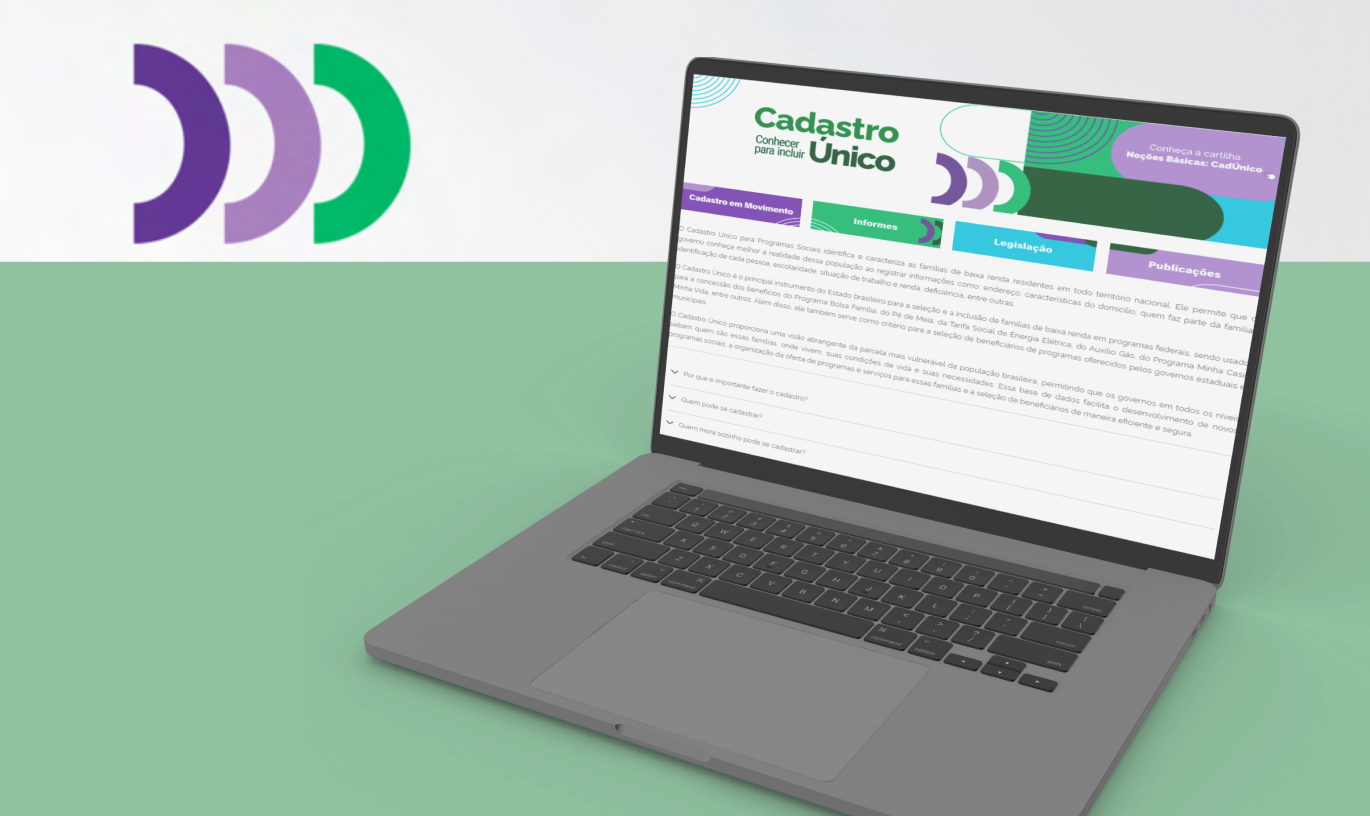 Cadastro
Conhecer
para incluir Único
Conheça a cartilha
Noções Básicas: CadÚnico
Cadastro em Movimento
Informes
Legislação
Publicações
O Cadastro Único para Programas Sociais identifica e caracteriza as famílias de baixa renda residentes em todo território nacional. Ele permite que o
governo conheça melhor a realidade dessa população ao registrar informações como: endereço, características do domicílio, quem faz parte da família,
identificação de cada pessoa, escolaridade, situação de trabalho e renda, deficiência, entre outras.
O Cadastro Único é o principal instrumento do Estado brasileiro para a seleção e a inclusão de famílias de baixa renda em programas federais, sendo usado
para a concessão dos benefícios do Programa Bolsa Família, do Pé de Meia, da Tarifa Social de Energia Elétrica, do Auxílio Gás, do Programa Minha Casa
Minha Vida, entre outros. Além disso, ele também serve como critério para a seleção de beneficiários de programas oferecidos pelos governos estaduais e
municipais.
O Cadastro Único proporciona uma visão abrangente da parcela mais vulnerável da população brasileira, permitindo que os governos em todos os níveis
saibam quem são essas famílias, onde vivem, suas condições de vida e suas necessidades. Essa base de dados facilita o desenvolvimento de novos
programas sociais, a organização da oferta de programas e serviços para essas famílias e a seleção de beneficiários de maneira eficiente e segura.
Por que é importante fazer o cadastro?
Quem pode se cadastrar?
Quem mora sozinho pode se cadastrar?
Q W E R T Y U I O P
A S D F G H J K L
Z X C V B N M
command option